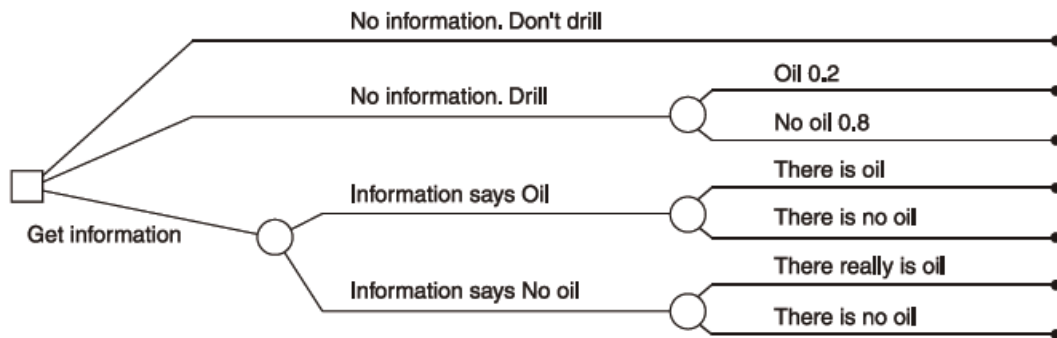 No information. Don't drill
Oil 0.2
No information. Drill
No oil 0.8
There is oil
Information says Oil
There is no oil
Get information
There really is oil
Information says No oil
There is no oil